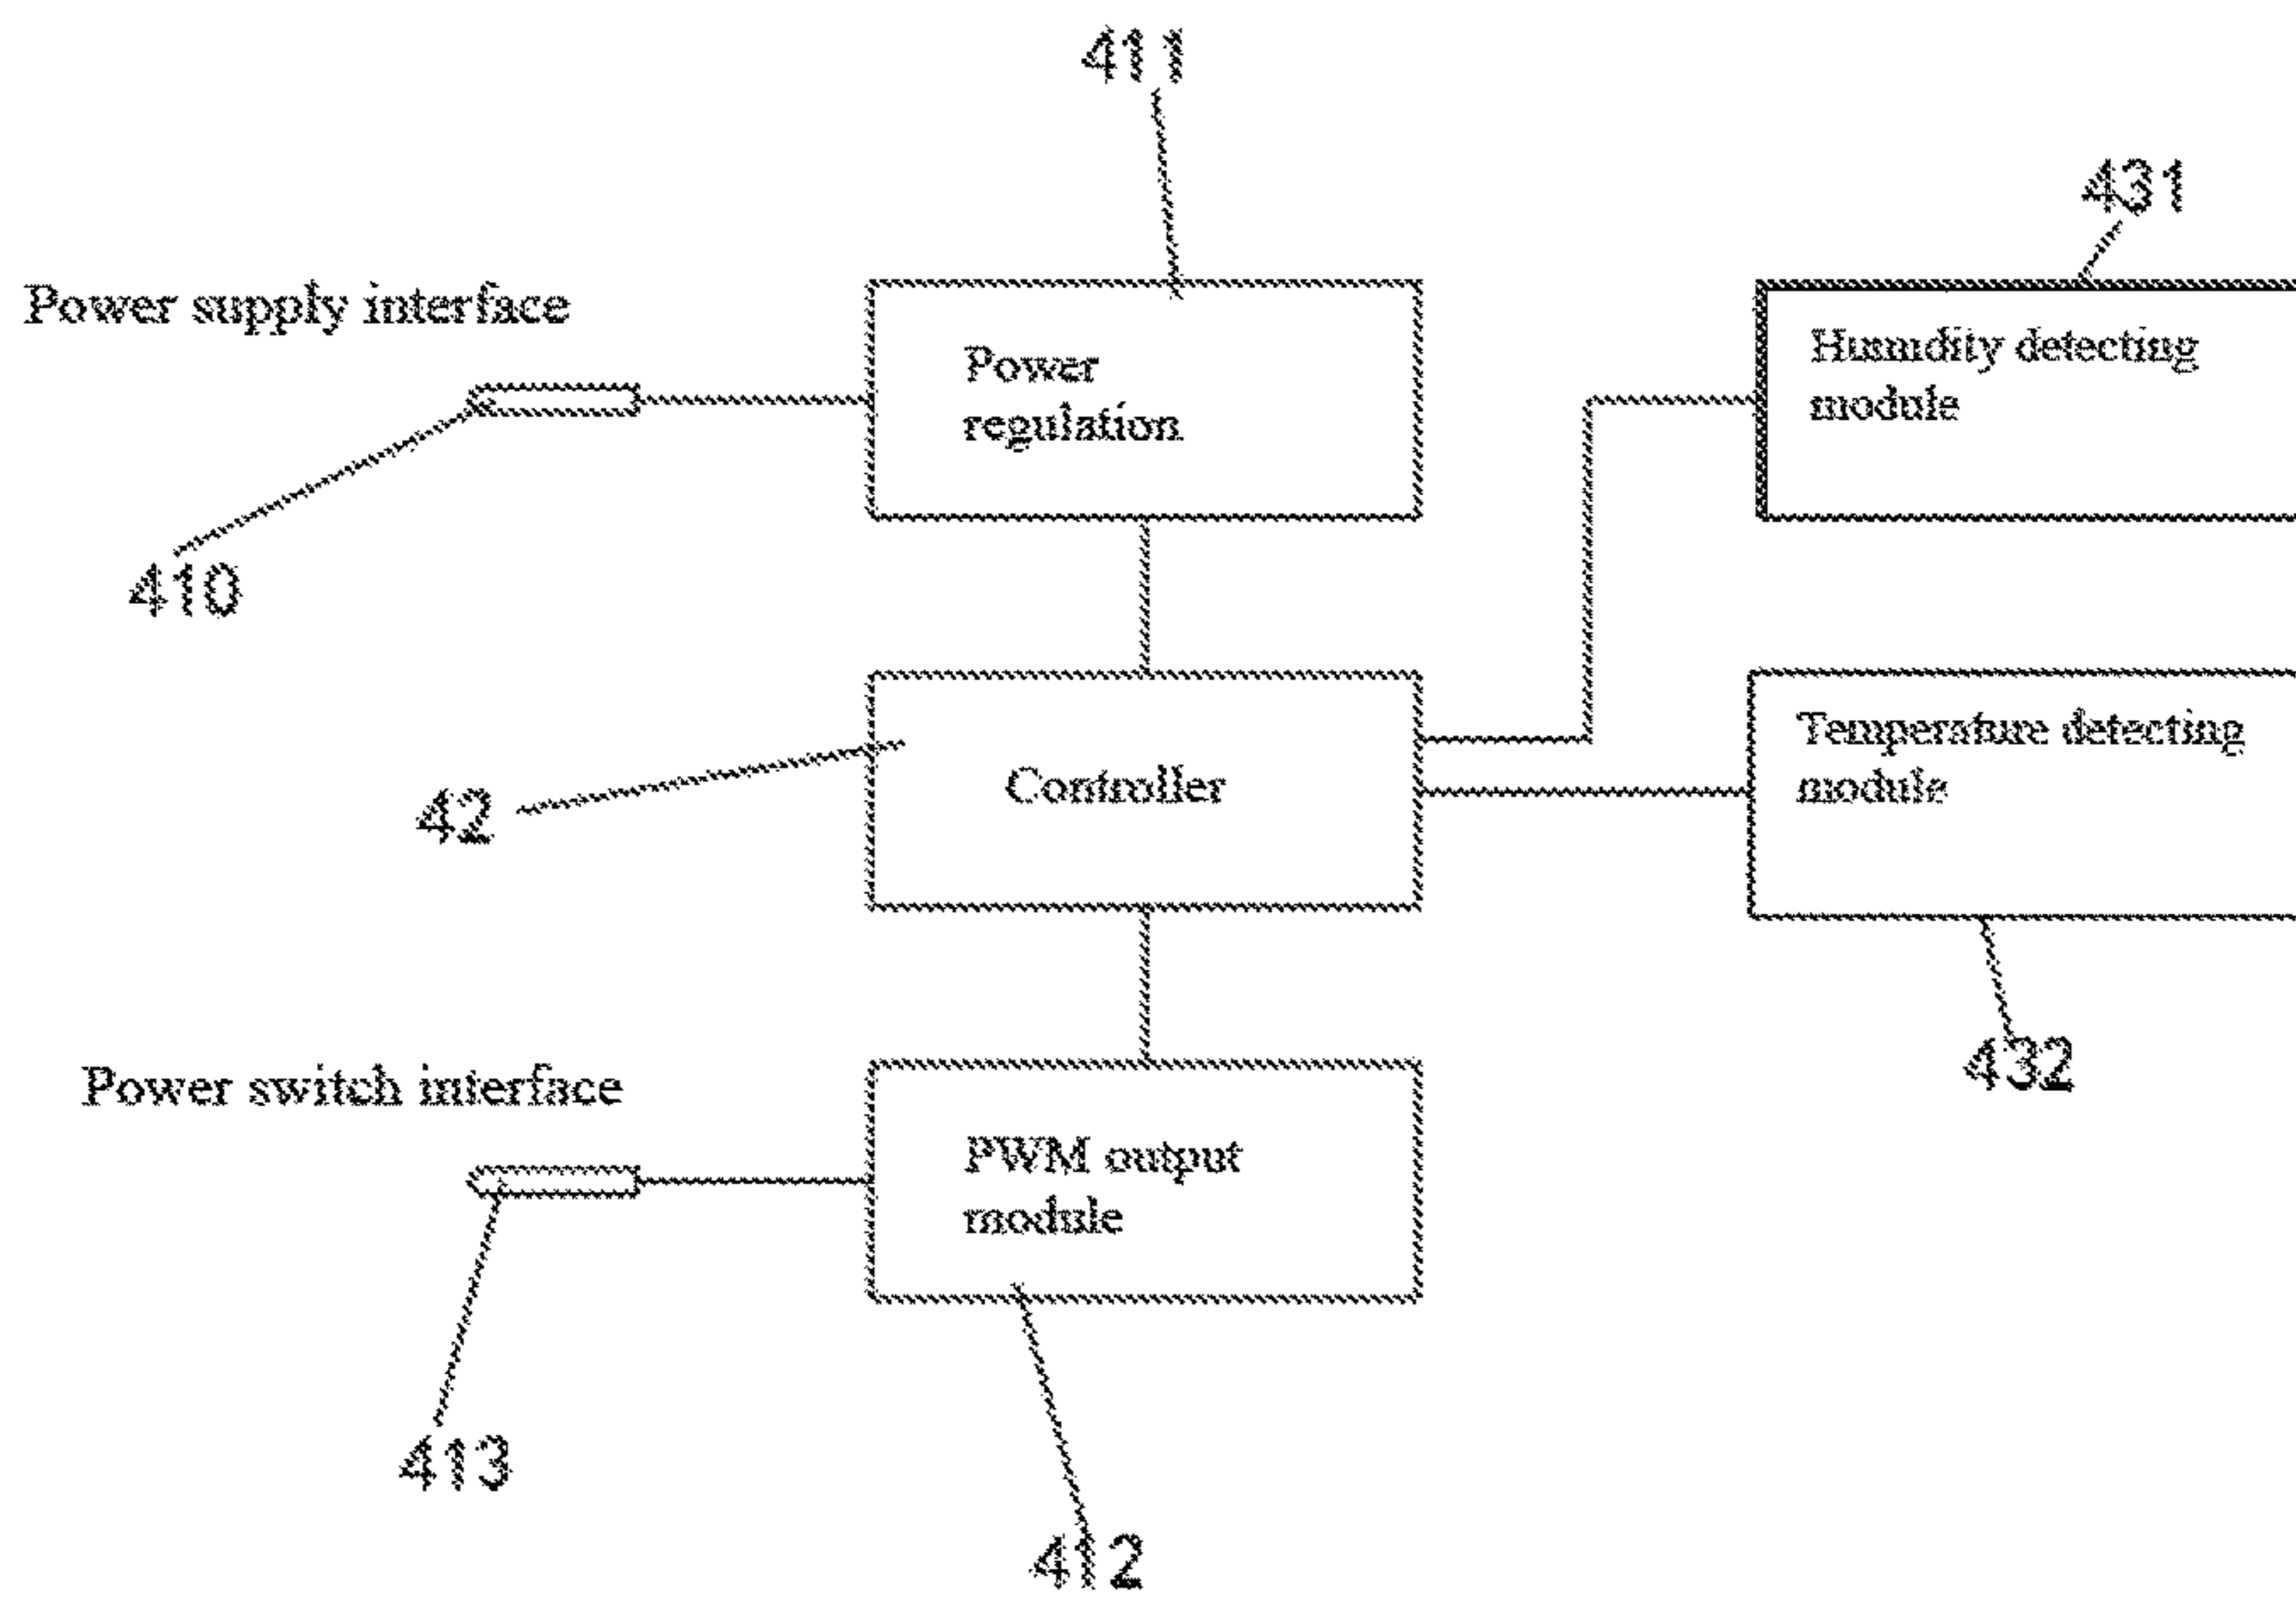 411
431
Power supply interface
Power
regulation
Humidity detecting
module
410
Controller
Temperature detecting
module
42
Power switch interface
PWM output
module
432
413
412